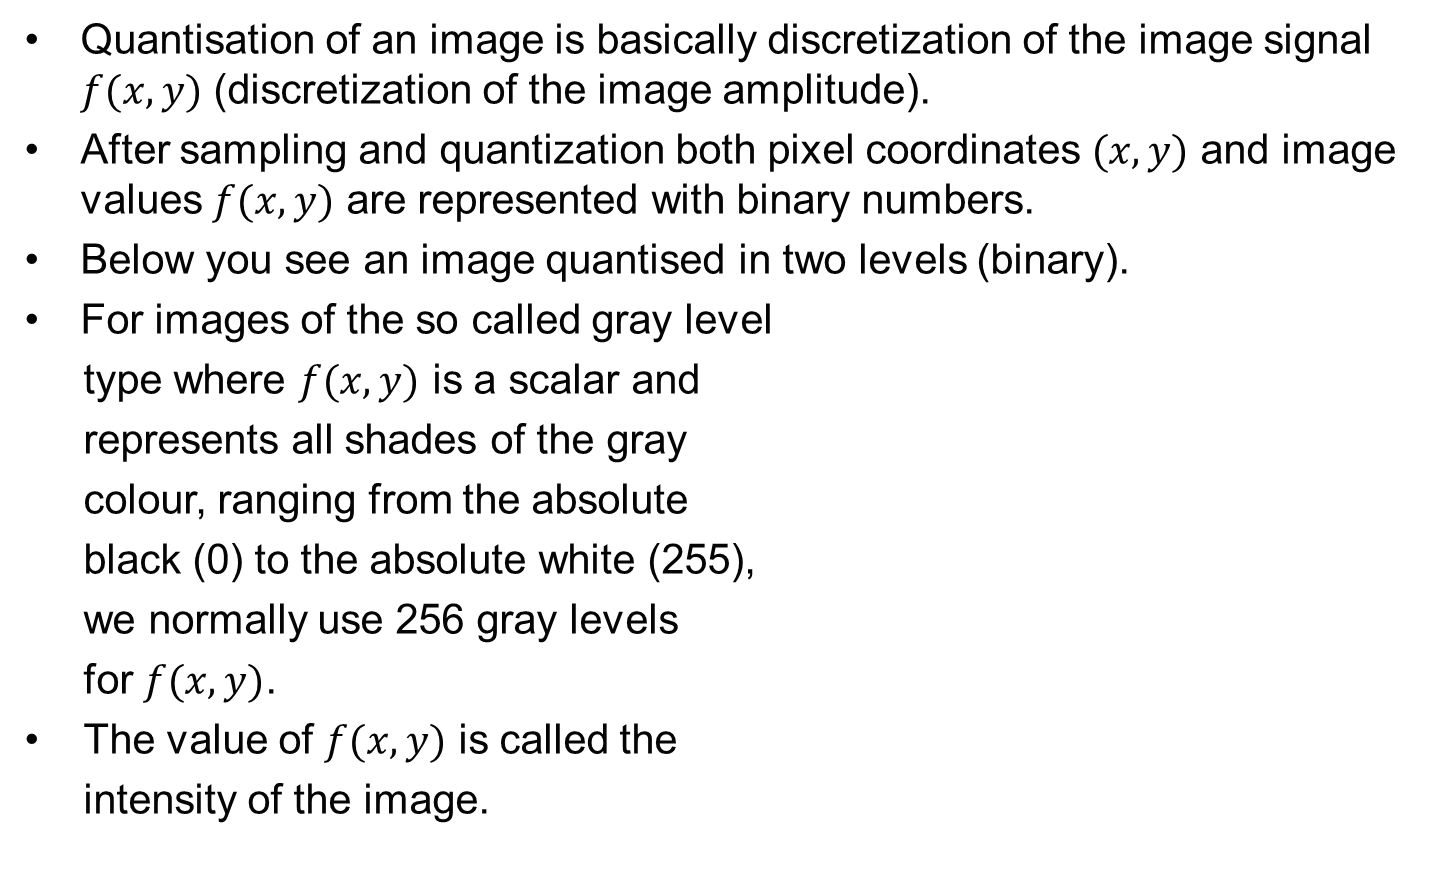 • Quantisation of an image is basically discretization of the image signal
f(x, y) (discretization of the image amplitude).
• After sampling and quantization both pixel coordinates (x, y) and image
values f(x, y) are represented with binary numbers.
• Below you see an image quantised in two levels (binary).
• For images of the so called gray level
type where f(x, y) is a scalar and
represents all shades of the gray
colour, ranging from the absolute
black (0) to the absolute white (255),
we normally use 256 gray levels
for f(x, y).
• The value of f(x, y) is called the
intensity of the image.